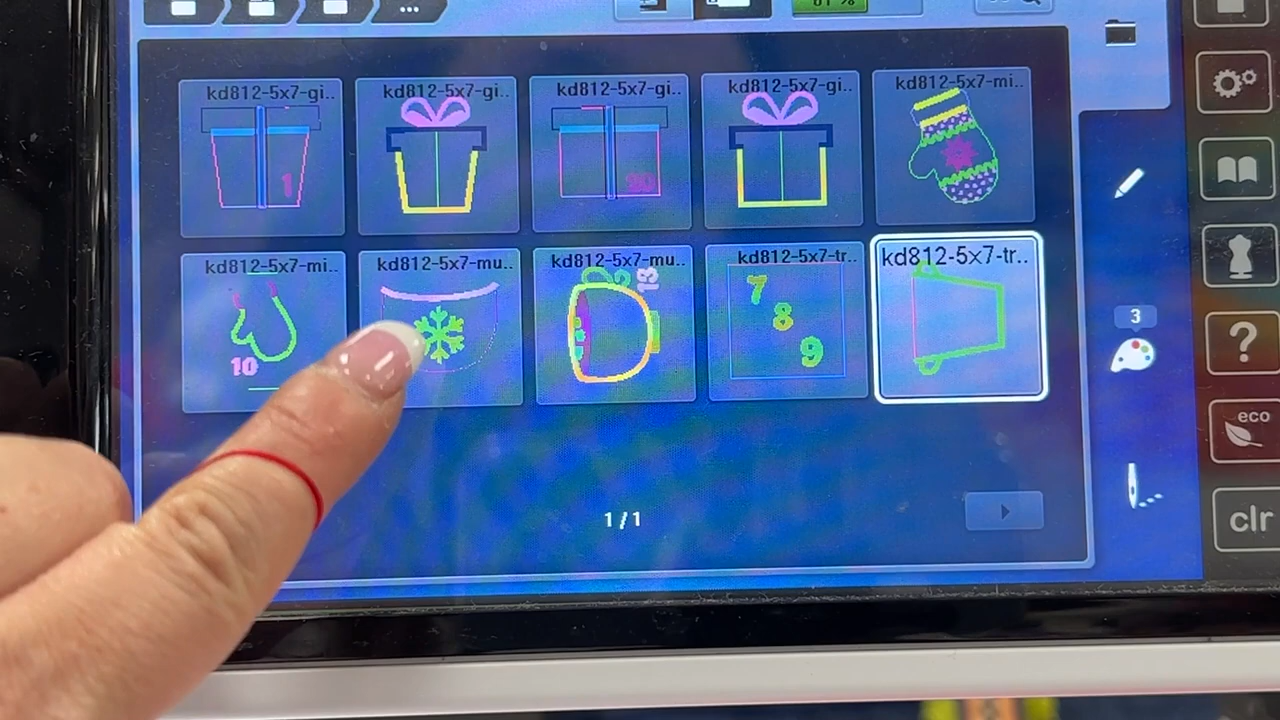 ...
61 %
kd812-5x7-gi..
kd812-5x7-gi..
kd812-5x7-gi..
kd812-5x7-gi..
kd812-5x7-mi..
1
30
kd812-5x7-mi..
kd812-5x7-mu..
kd812-5x7-mu..
kd812-5x7-tr..
kd812-5x7-tr..
10
13
7
8
9
3
?
eco
clr
1/1